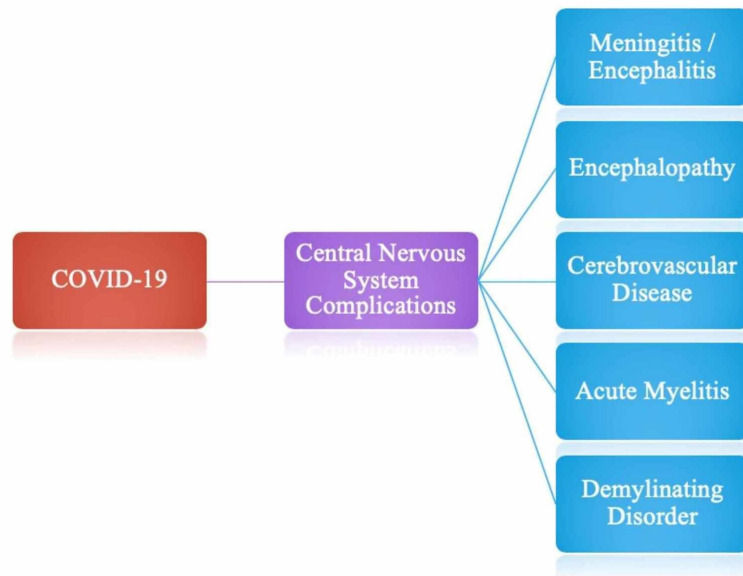 COVID-19
Central Nervous
System
Complications
Meningitis /
Encephalitis
Encephalopathy
Cerebrovascular
Disease
Acute Myelitis
Demylinating
Disorder